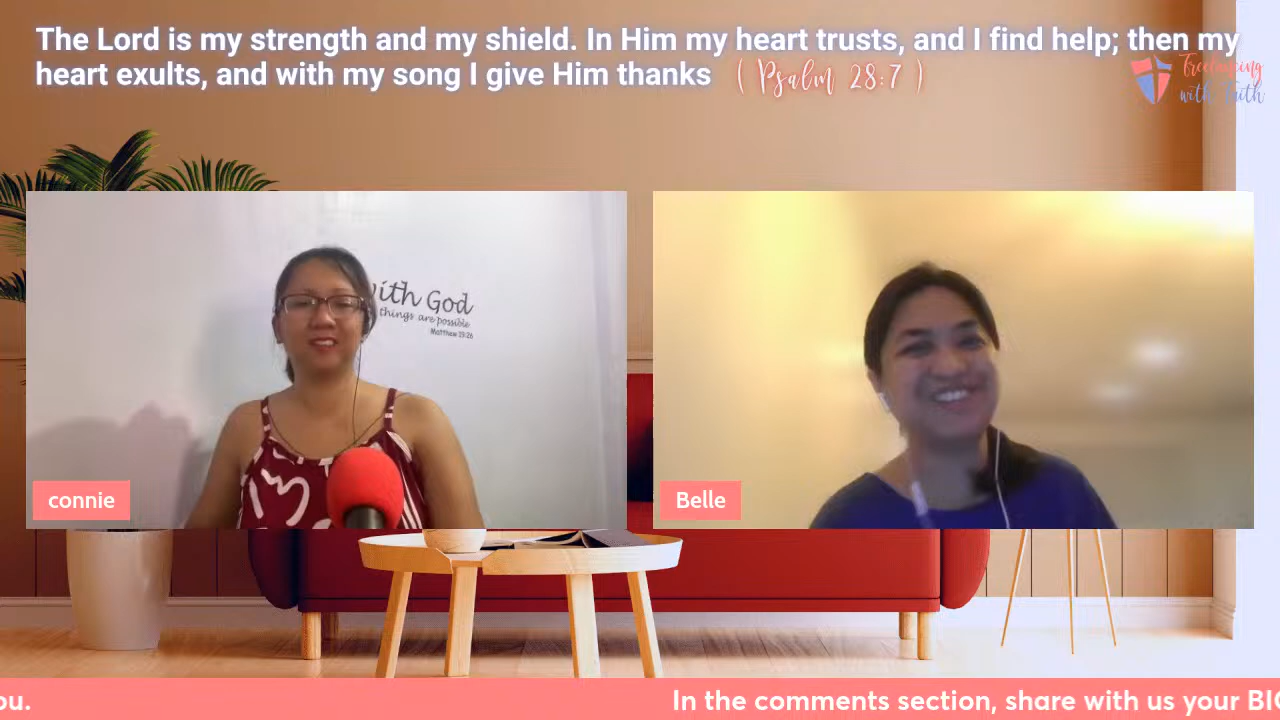 The Lord is my strength and my shield. In Him my heart trusts, and I find help; then my
heart exults, and with my song I give Him thanks ( Psalm 28:7 )
Freelancing
with Faith
with God
things are possible
Matthew 19:26
connie
Belle
ou.
In the comments section, share with us your BIG